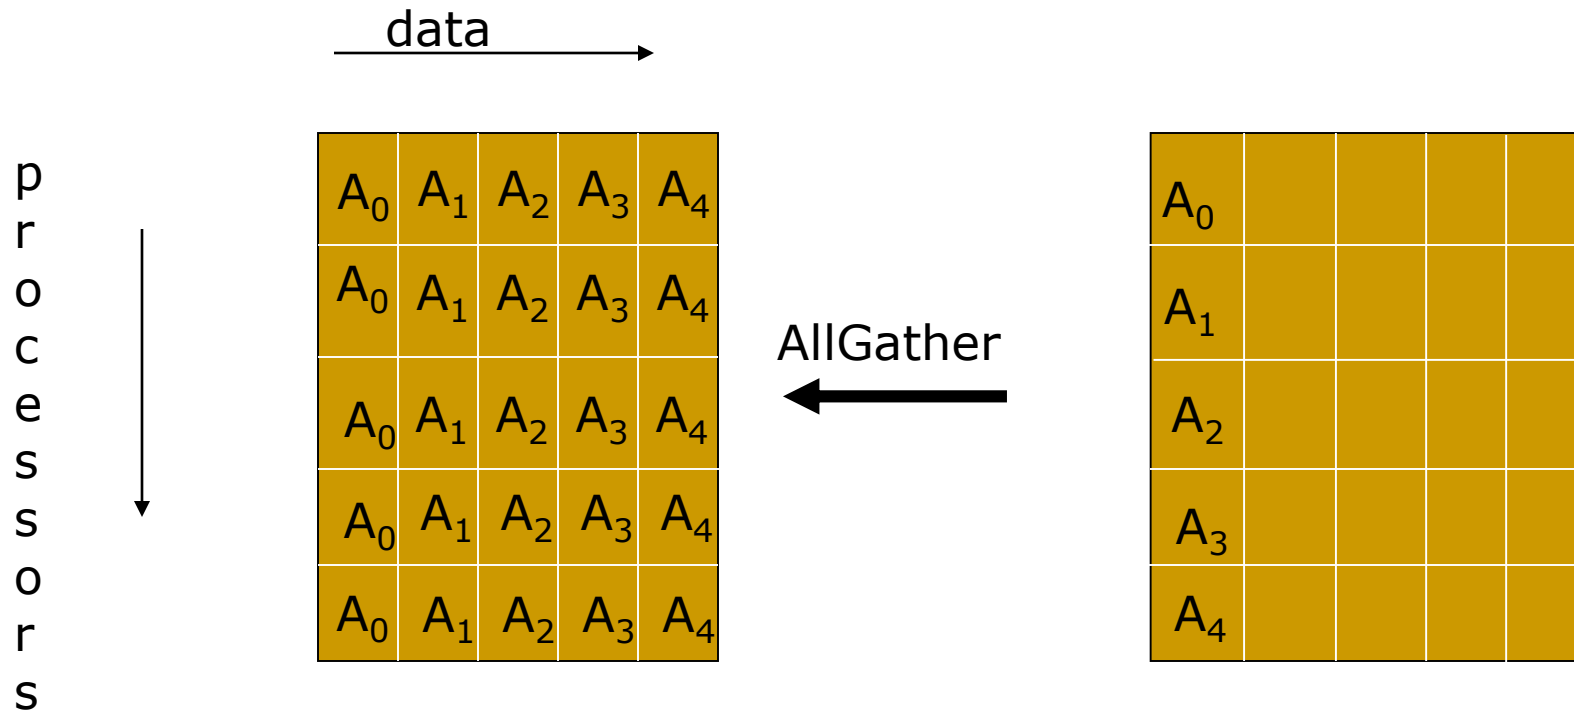 data
processors
A₀ A₁ A₂ A₃ A₄
A₀ A₁ A₂ A₃ A₄
A₀ A₁ A₂ A₃ A₄
A₀ A₁ A₂ A₃ A₄
A₀ A₁ A₂ A₃ A₄
AllGather
A₀
A₁
A₂
A₃
A₄